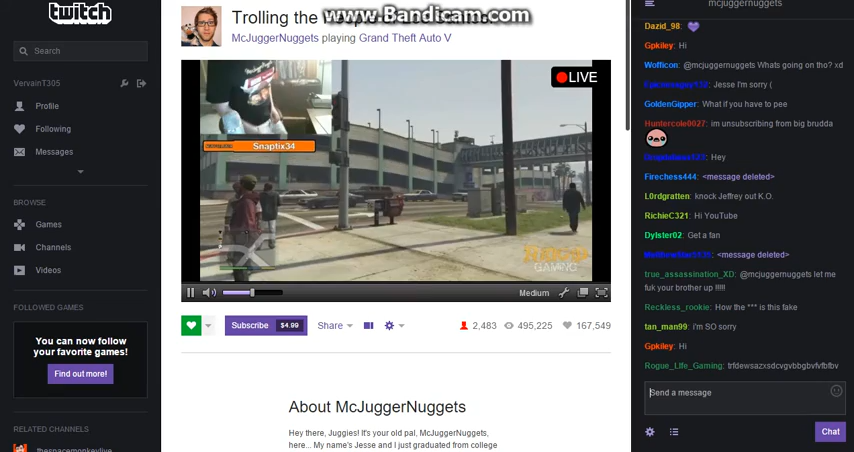 twitch
Search
VervainT305
Profile
Following
Messages
BROWSE
Games
Channels
Videos
FOLLOWED GAMES
You can now follow
your favorite games!
Find out more!
RELATED CHANNELS
thespacemonkeylive
Trolling the
www.Bandicam.com
McJuggerNuggets playing Grand Theft Auto V
LIVE
Snaptix34
GAMING
Medium
Subscribe $4.99
Share
2,483
495,225
167,549
About McJuggerNuggets
Hey there, Juggies! It's your old pal, McJuggerNuggets,
here... My name's Jesse and I just graduated from college
mcjuggernuggets
Dazid_98:
Gpkiley: Hi
Wofficon: @mcjuggernuggets Whats going on tho? xd
Jesse I'm sorry (
GoldenGipper: What if you have to pee
Huntercole0027: im unsubscribing from big brudda
Hey
Firechess444: <message deleted>
L0rdgratten: knock Jeffrey out K.O.
RichieC321: Hi YouTube
Dylster02: Get a fan
<message deleted>
true_assassination_XD: @mcjuggernuggets let me
fuk your brother up !!!!!
Reckless_rookie: How the *** is this fake
tan_man99: i'm SO sorry
Gpkiley: Hi
Rogue_LIfe_Gaming: trfdewsazxsdcvgvbbgbvfvfbfbv
Send a message
Chat